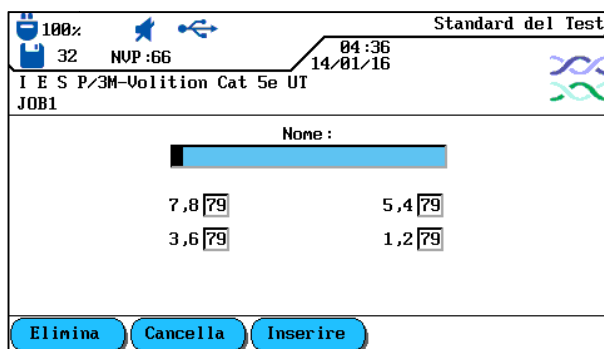 100% Standard del Test
32 NVP:66 04:36
14/01/16
I E S P/3M-Volition Cat 5e UT
JOB1
Nome:
7,8 79 5,4 79
3,6 79 1,2 79
Elimina Cancella Inserire